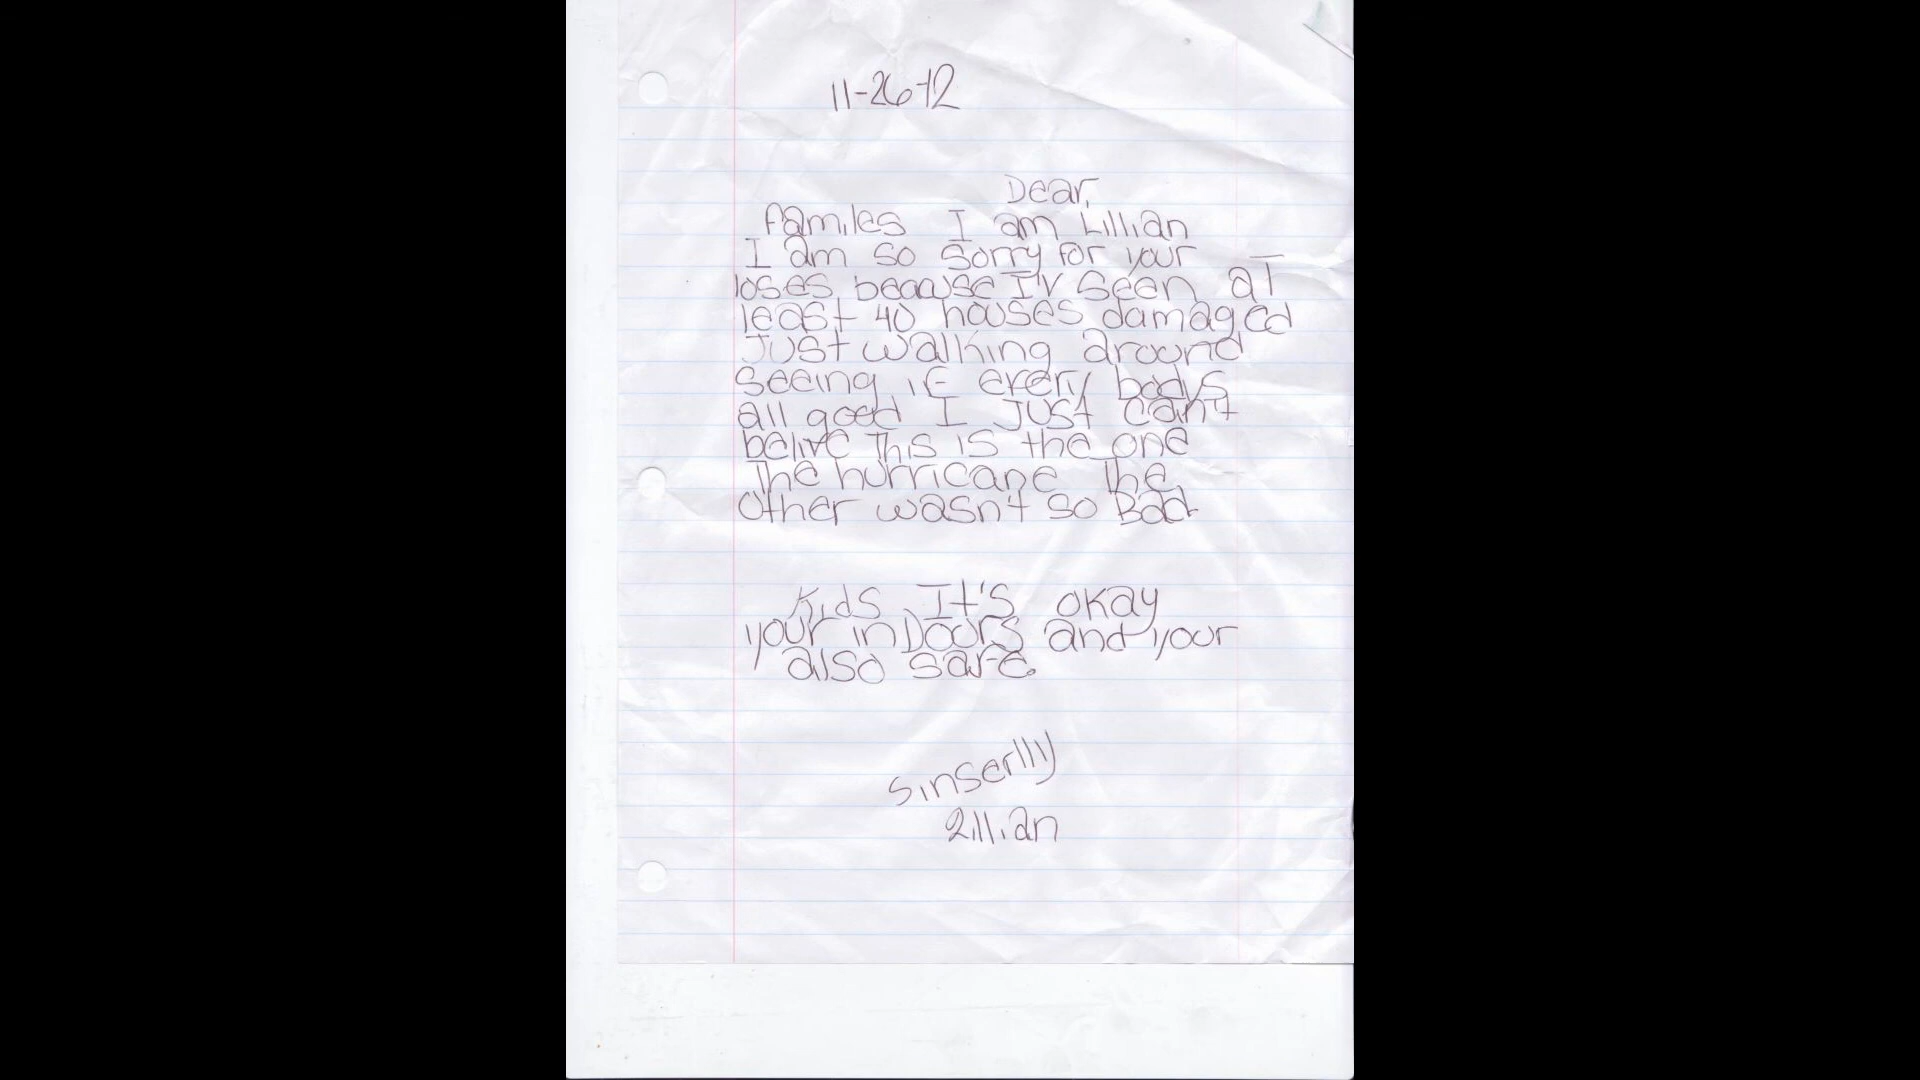 11-26-12
Dear,
familes I am Lillian
I am so sorry for your
loses because I'v seen at
least 40 houses damaged
Just walking around
seeing if every bodys
all good I Just can't
belive This is the one
The hurricane The
Other wasn't so Bad
Kids It's okay
your inDoors and your
also safe.
sinserlly
Lillian